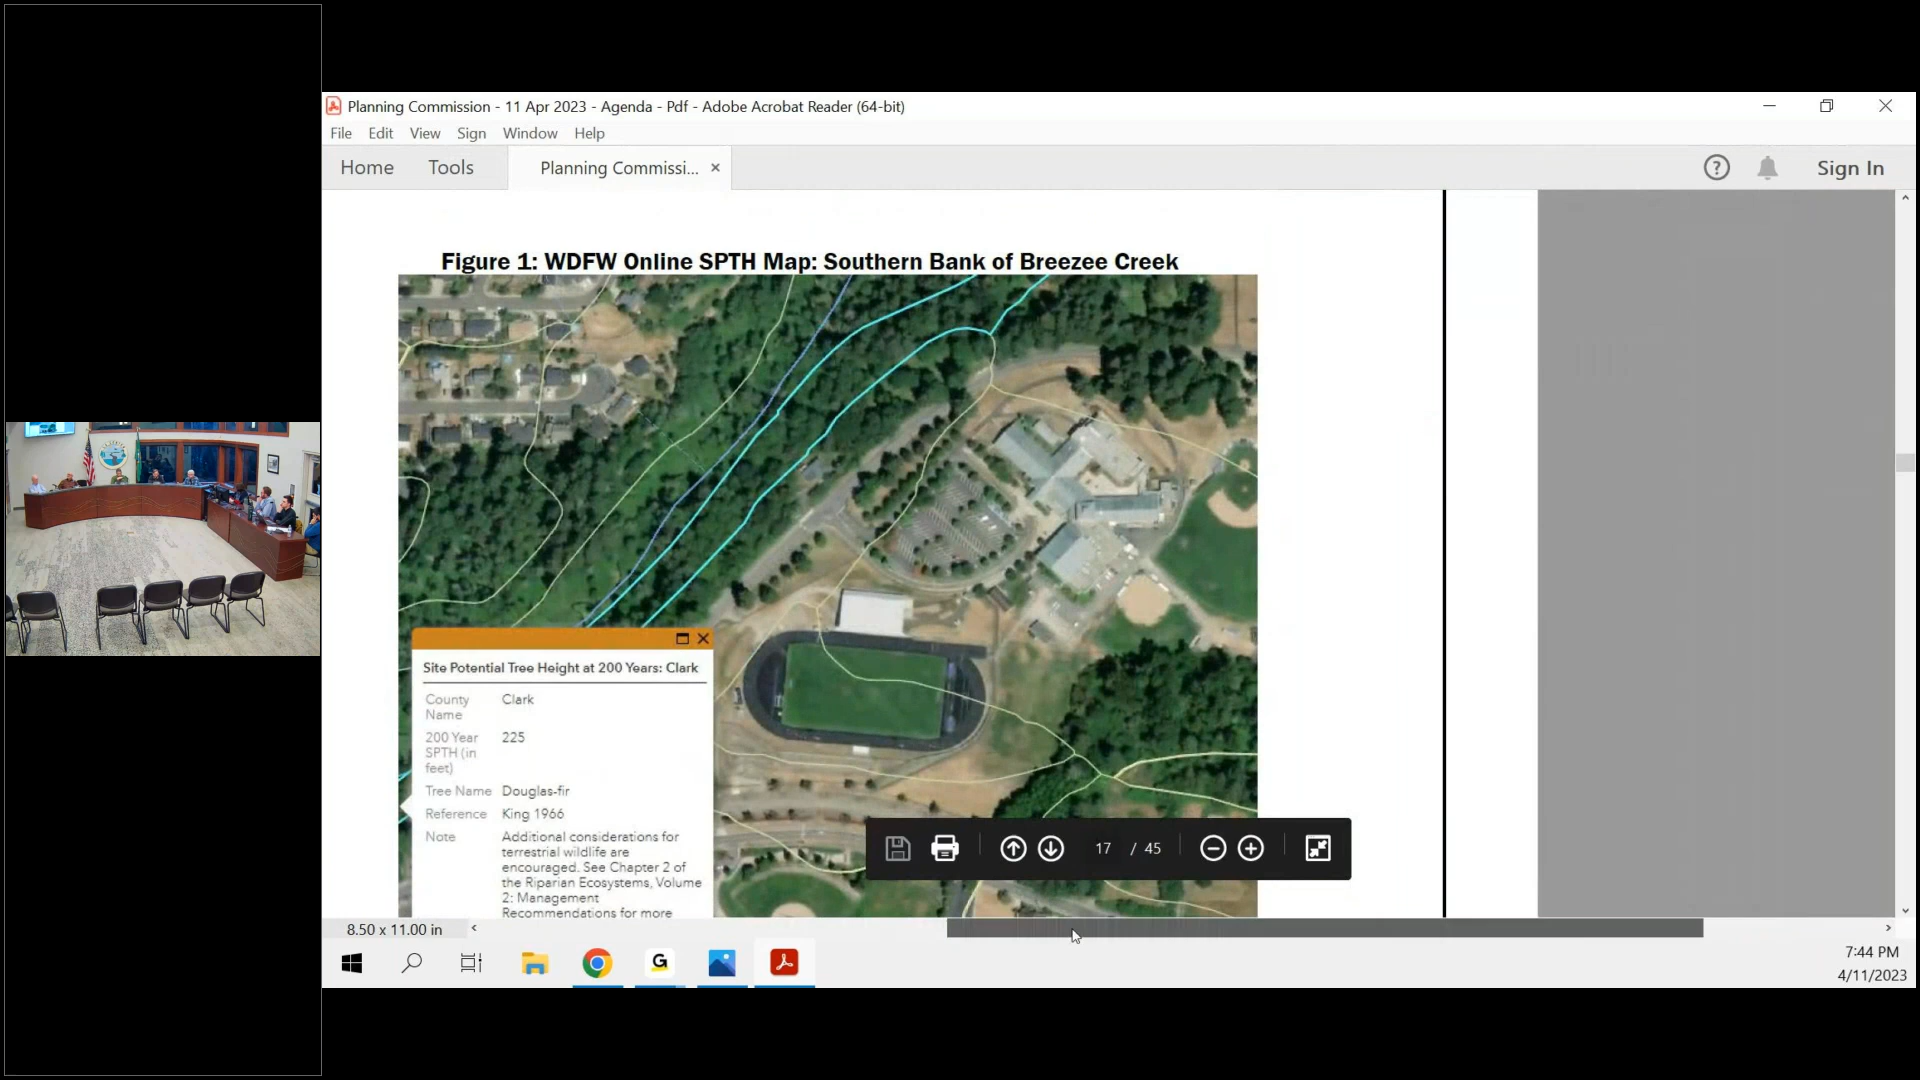 Planning Commission - 11 Apr 2023 - Agenda - Pdf - Adobe Acrobat Reader (64-bit)
File Edit View Sign Window Help
Home Tools Planning Commissi... Sign In
Figure 1: WDFW Online SPTH Map: Southern Bank of Breezee Creek
Site Potential Tree Height at 200 Years: Clark
County Name Clark
200 Year SPTH (in feet) 225
Tree Name Douglas-fir
Reference King 1966
Note Additional considerations for
terrestrial wildlife are
encouraged. See Chapter 2 of
the Riparian Ecosystems, Volume
2: Management
Recommendations for more
17 / 45
8.50 x 11.00 in
7:44 PM
4/11/2023